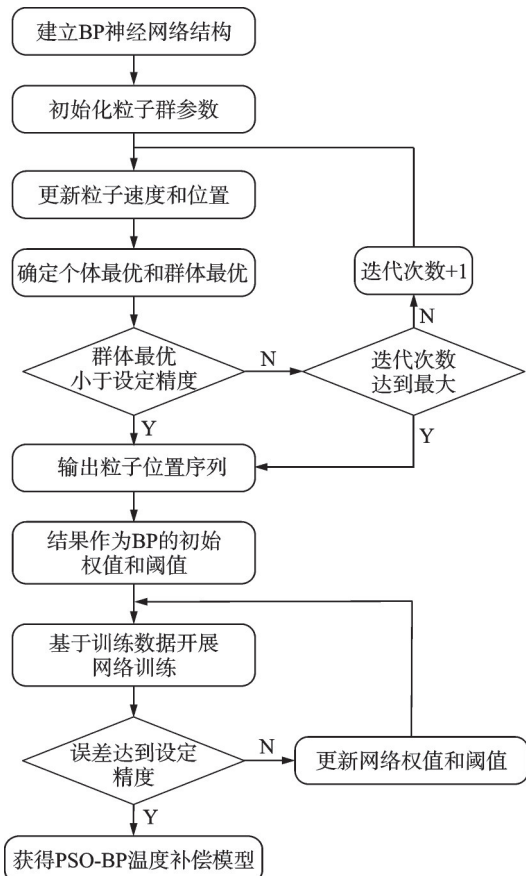 建立BP神经网络结构
初始化粒子群参数
更新粒子速度和位置
确定个体最优和群体最优
迭代次数+1
N
群体最优
小于设定精度
N
迭代次数
达到最大
Y
Y
输出粒子位置序列
结果作为BP的初始
权值和阈值
基于训练数据开展
网络训练
误差达到设定
精度
N
更新网络权值和阈值
Y
获得PSO-BP温度补偿模型